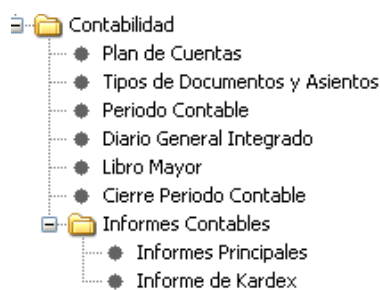 Contabilidad
Plan de Cuentas
Tipos de Documentos y Asientos
Periodo Contable
Diario General Integrado
Libro Mayor
Cierre Periodo Contable
Informes Contables
Informes Principales
Informe de Kardex